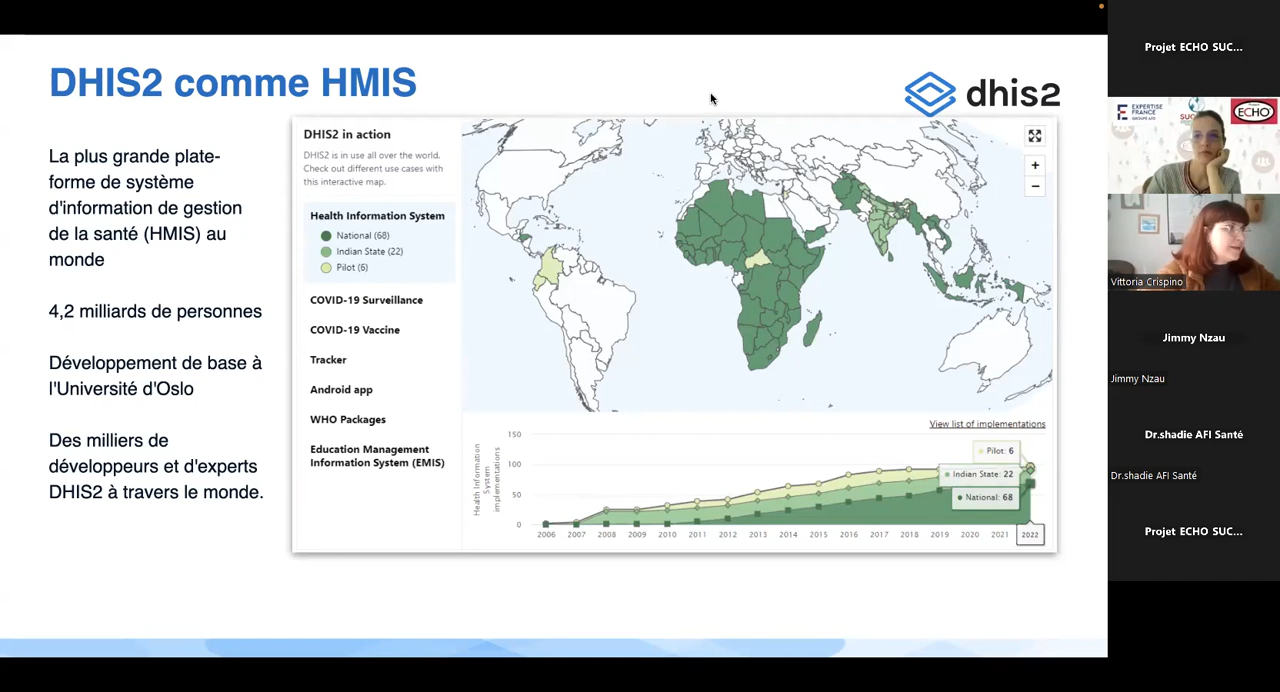 DHIS2 comme HMIS
dhis2
La plus grande plate-
forme de système
d'information de gestion
de la santé (HMIS) au
monde
4,2 milliards de personnes
Développement de base à
l'Université d'Oslo
Des milliers de
développeurs et d'experts
DHIS2 à travers le monde.
DHIS2 in action
DHIS2 is in use all over the world.
Check out different use cases with
this interactive map.
Health Information System
National (68)
Indian State (22)
Pilot (6)
COVID-19 Surveillance
COVID-19 Vaccine
Tracker
Android app
WHO Packages
Education Management
Information System (EMIS)
+
−
View list of implementations
Health Information
System
implementations
150
100
50
0
Pilot: 6
Indian State: 22
National: 68
2006 2007 2008 2009 2010 2011 2012 2013 2014 2015 2016 2017 2018 2019 2020 2021 2022
Projet ECHO SUC...
EXPERTISE
FRANCE
GROUPE AFD
ECHO
Vittoria Crispino
Jimmy Nzau
Jimmy Nzau
Dr.shadie AFI Santé
Dr.shadie AFI Santé
Projet ECHO SUC...